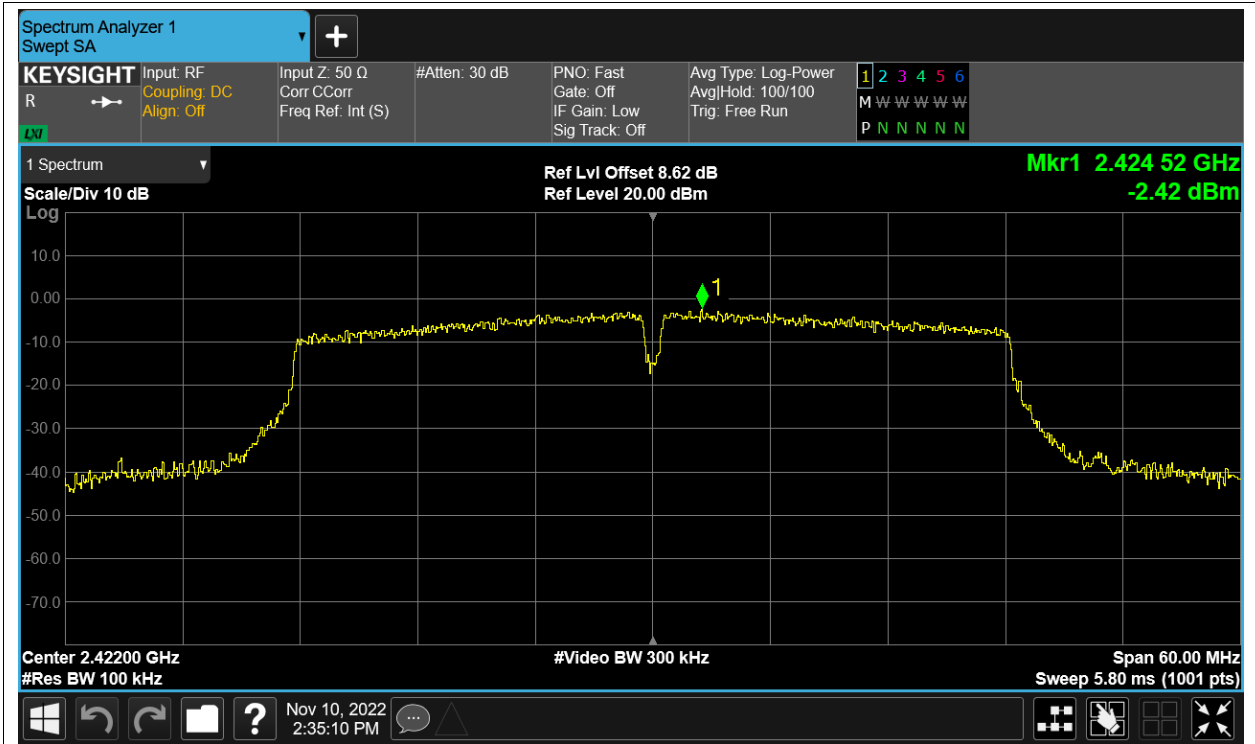 Spectrum Analyzer 1
Swept SA
+
KEYSIGHT
R
LXI
Input: RF
Coupling: DC
Align: Off
Input Z: 50 Ω
Corr CCorr
Freq Ref: Int (S)
#Atten: 30 dB
PNO: Fast
Gate: Off
IF Gain: Low
Sig Track: Off
Avg Type: Log-Power
Avg|Hold: 100/100
Trig: Free Run
1 2 3 4 5 6
M W W W W W
P N N N N N
1 Spectrum
Scale/Div 10 dB
Log
Ref Lvl Offset 8.62 dB
Ref Level 20.00 dBm
Mkr1 2.424 52 GHz
-2.42 dBm
1
10.0
0.00
-10.0
-20.0
-30.0
-40.0
-50.0
-60.0
-70.0
Center 2.42200 GHz
#Res BW 100 kHz
#Video BW 300 kHz
Span 60.00 MHz
Sweep 5.80 ms (1001 pts)
?
Nov 10, 2022
2:35:10 PM